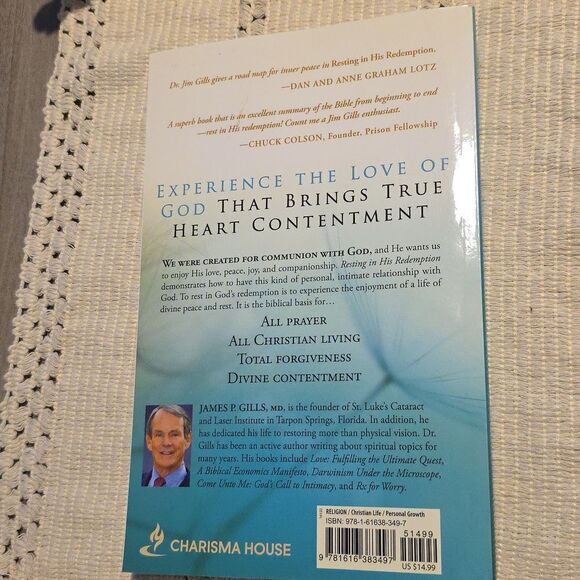 Dr. Jim Gills gives a road map for inner peace in Resting in His Redemption.
—DAN AND ANNE GRAHAM LOTZ
A superb book that is an excellent summary of the Bible from beginning to end
—rest in His redemption! Count me a Jim Gills enthusiast.
—CHUCK COLSON, Founder, Prison Fellowship
EXPERIENCE THE LOVE OF
GOD THAT BRINGS TRUE
HEART CONTENTMENT
WE WERE CREATED FOR COMMUNION WITH GOD, and He wants us
to enjoy His love, peace, joy, and companionship. Resting in His Redemption
demonstrates how to have this kind of personal, intimate relationship with
God. To rest in God's redemption is to experience the enjoyment of a life of
divine peace and rest. It is the biblical basis for…
ALL PRAYER
ALL CHRISTIAN LIVING
TOTAL FORGIVENESS
DIVINE CONTENTMENT
JAMES P. GILLS, MD, is the founder of St. Luke's Cataract
and Laser Institute in Tarpon Springs, Florida. In addition, he
has dedicated his life to restoring more than physical vision. Dr.
Gills has been an active author writing about spiritual topics for
many years. His books include Love: Fulfilling the Ultimate Quest,
A Biblical Economics Manifesto, Darwinism Under the Microscope,
Come Unto Me: God's Call to Intimacy, and Rx for Worry.
RELIGION / Christian Life / Personal Growth
ISBN: 978-1-61638-349-7
51499
9 781616 383497
US $14.99
CHARISMA HOUSE